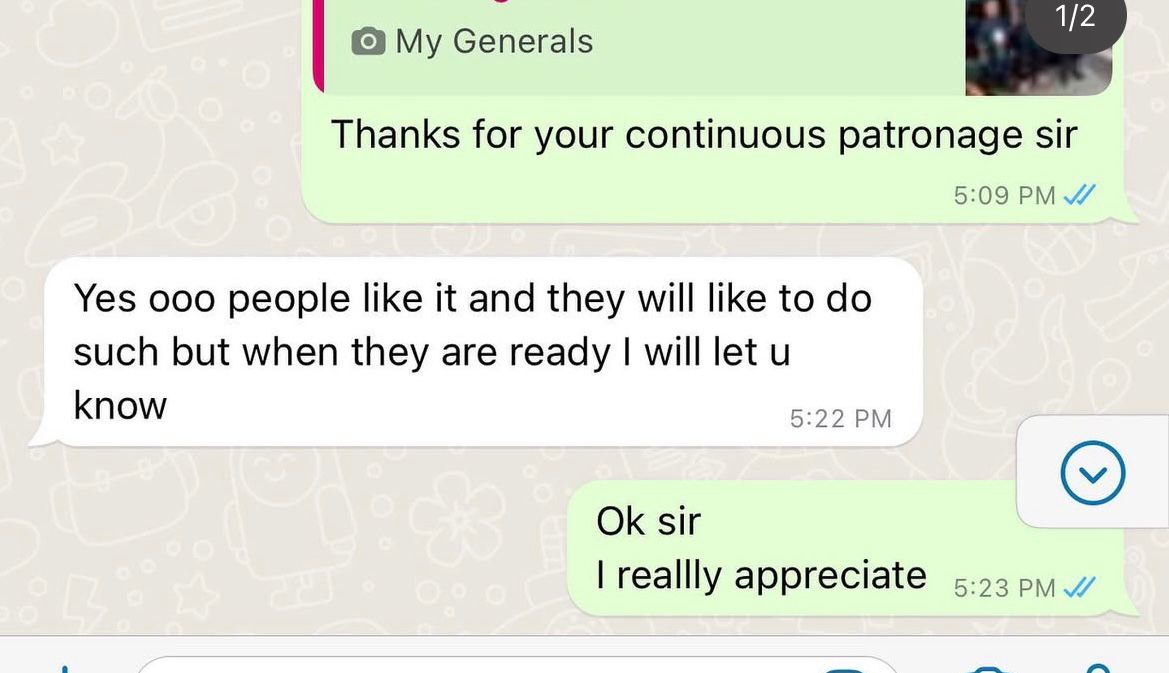 1/2
My Generals
Thanks for your continuous patronage sir
5:09 PM
Yes ooo people like it and they will like to do
such but when they are ready I will let u
know
5:22 PM
Ok sir
I reallly appreciate
5:23 PM